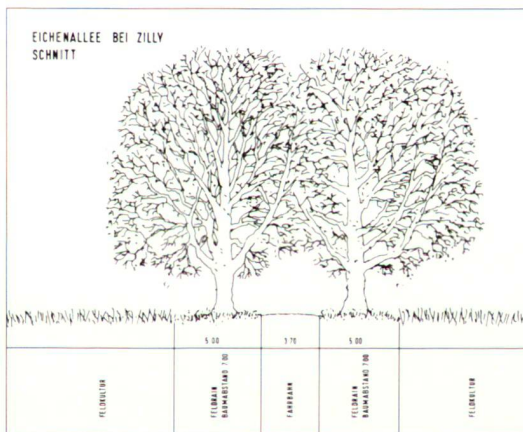 EICHENALLEE BEI ZILLY
SCHNITT
5.00
3.70
5.00
FELDKULTUR
FELDRAIN
BAUMABSTAND 7.00
FAHRBAHN
FELDRAIN
BAUMABSTAND 7.00
FELDKULTUR